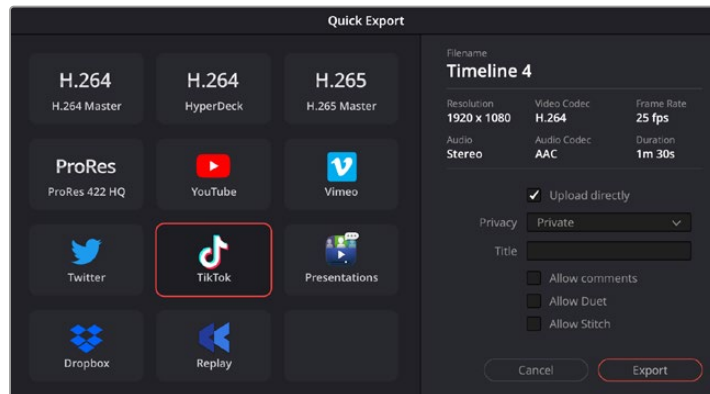 Quick Export
H.264
H.264 Master
H.264
HyperDeck
H.265
H.265 Master
ProRes
ProRes 422 HQ
YouTube
Vimeo
Twitter
TikTok
Presentations
Dropbox
Replay
Filename
Timeline 4
Resolution Video Codec Frame Rate
1920 x 1080 H.264 25 fps
Audio Audio Codec Duration
Stereo AAC 1m 30s
Upload directly
Privacy Private
Title
Allow comments
Allow Duet
Allow Stitch
Cancel Export